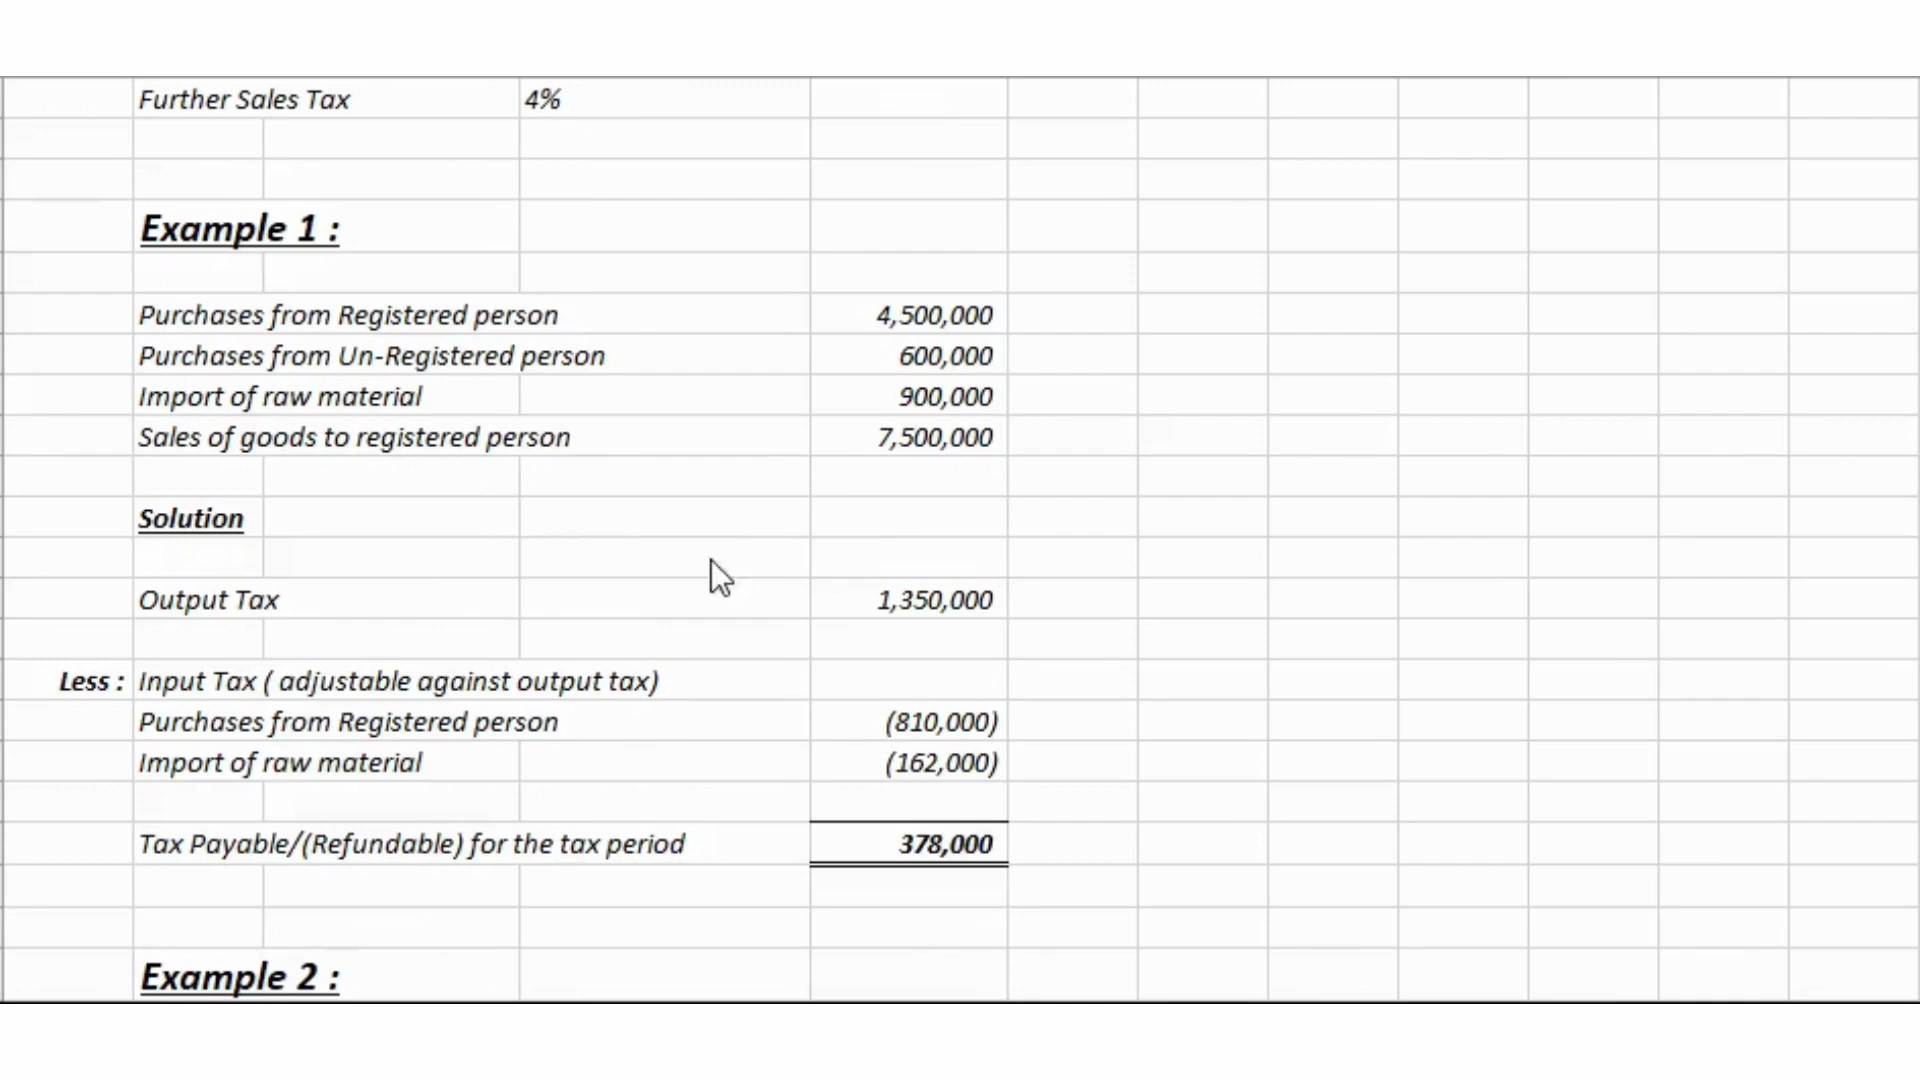 Further Sales Tax 4%
Example 1 :
Purchases from Registered person 4,500,000
Purchases from Un-Registered person 600,000
Import of raw material 900,000
Sales of goods to registered person 7,500,000
Solution
Output Tax 1,350,000
Less : Input Tax ( adjustable against output tax)
Purchases from Registered person (810,000)
Import of raw material (162,000)
Tax Payable/(Refundable) for the tax period 378,000
Example 2 :